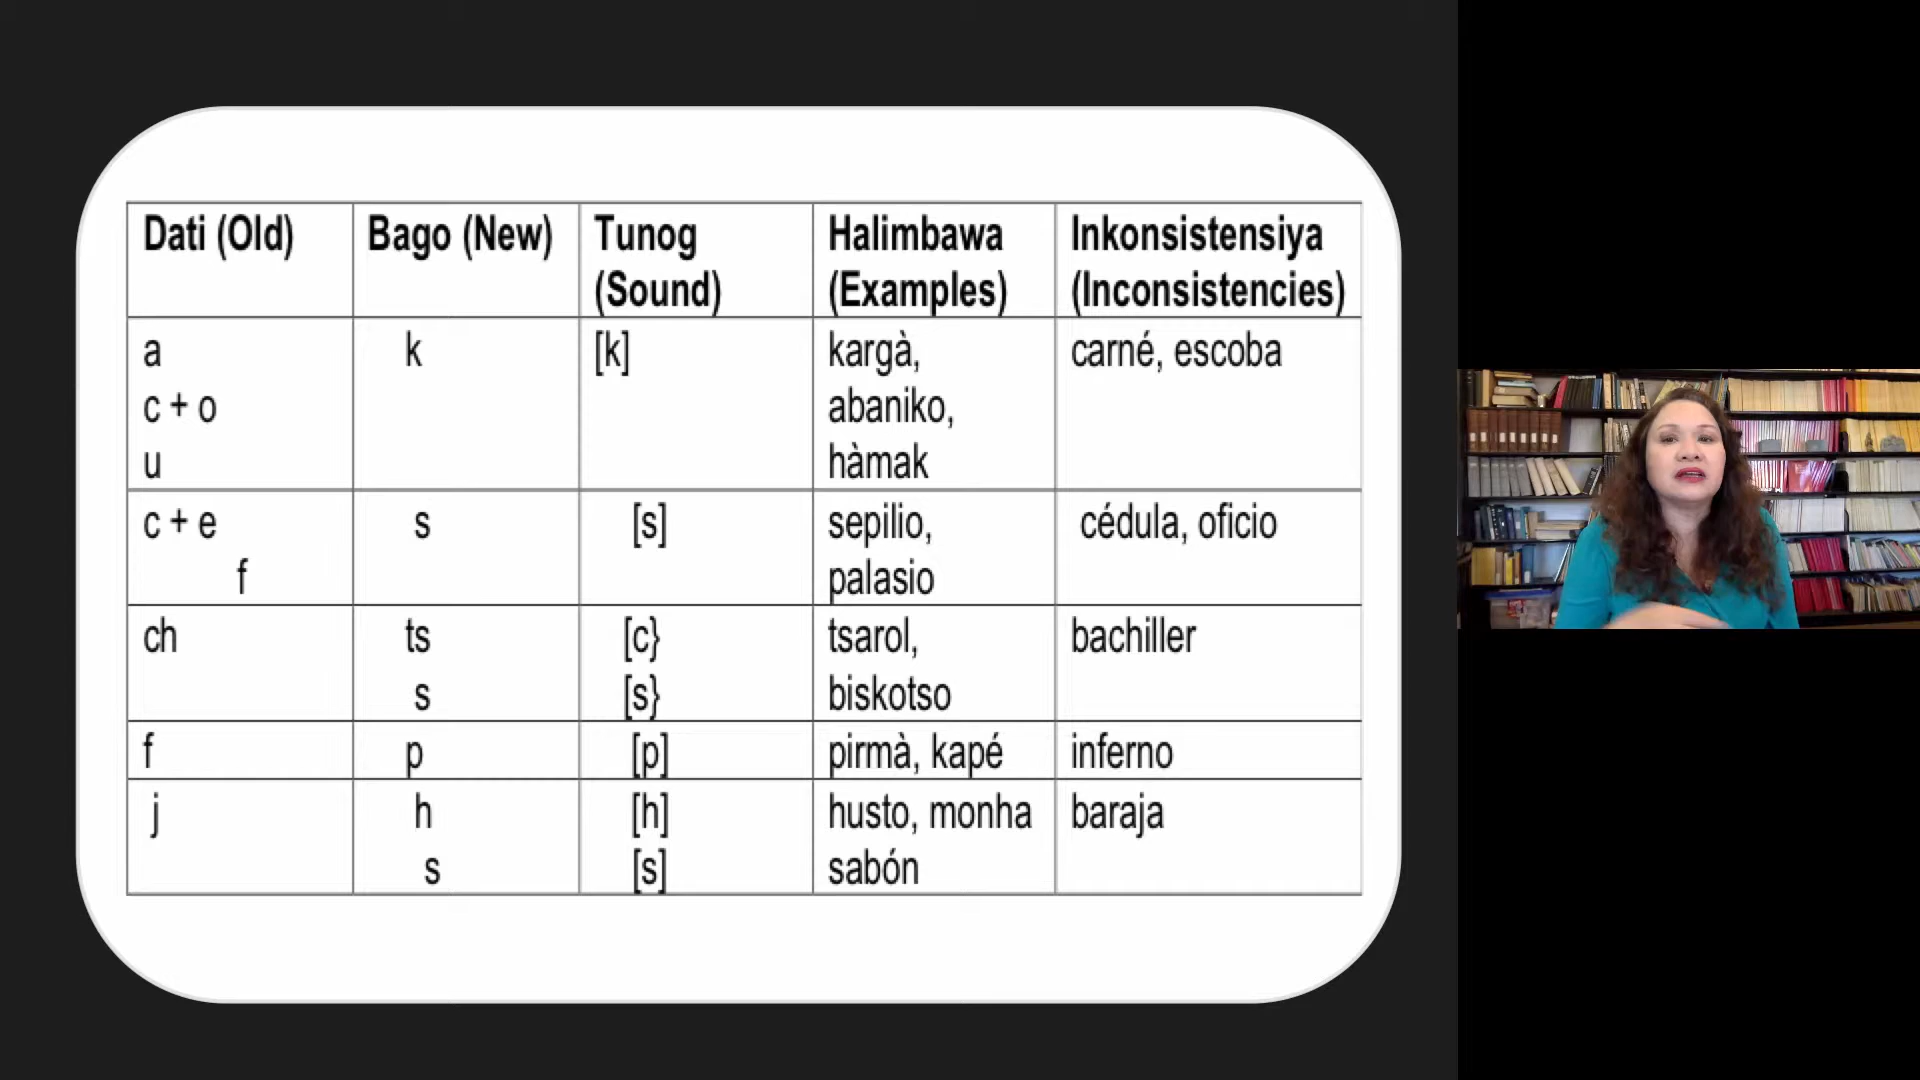 Dati (Old) Bago (New) Tunog (Sound) Halimbawa (Examples) Inkonsistensiya (Inconsistencies)
a k [k] kargà, carné, escoba
c + o abaniko,
u hàmak
c + e s [s] sepilio, cédula, oficio
f palasio
ch ts [c} tsarol, bachiller
s [s} biskotso
f p [p] pirmà, kapé inferno
j h [h] husto, monha baraja
s [s] sabón